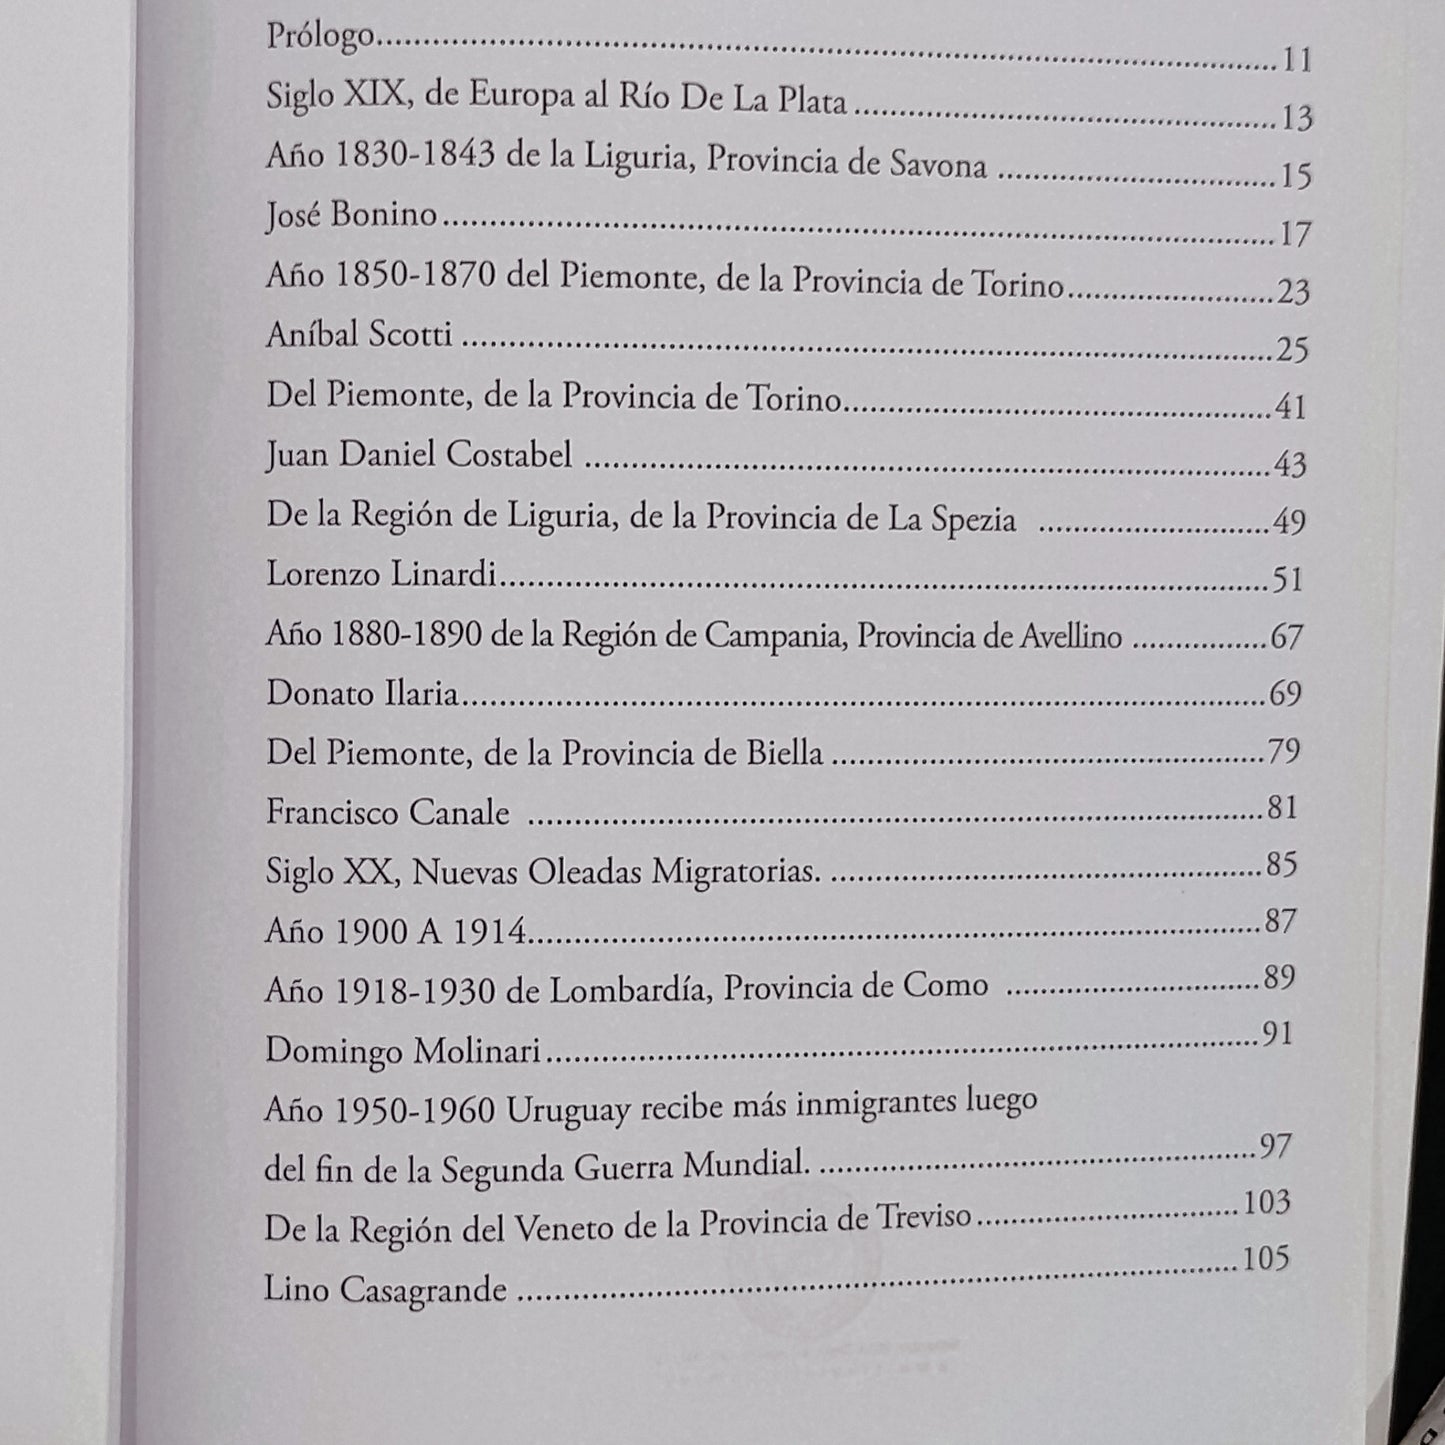 Prólogo....................11
Siglo XIX, de Europa al Río De La Plata....................13
Año 1830-1843 de la Liguria, Provincia de Savona....................15
José Bonino....................17
Año 1850-1870 del Piemonte, de la Provincia de Torino....................23
Aníbal Scotti....................25
Del Piemonte, de la Provincia de Torino....................41
Juan Daniel Costabel....................43
De la Región de Liguria, de la Provincia de La Spezia....................49
Lorenzo Linardi....................51
Año 1880-1890 de la Región de Campania, Provincia de Avellino....................67
Donato Ilaria....................69
Del Piemonte, de la Provincia de Biella....................79
Francisco Canale....................81
Siglo XX, Nuevas Oleadas Migratorias.....................85
Año 1900 A 1914....................87
Año 1918-1930 de Lombardía, Provincia de Como....................89
Domingo Molinari....................91
Año 1950-1960 Uruguay recibe más inmigrantes luego
del fin de la Segunda Guerra Mundial.....................97
De la Región del Veneto de la Provincia de Treviso....................103
Lino Casagrande....................105